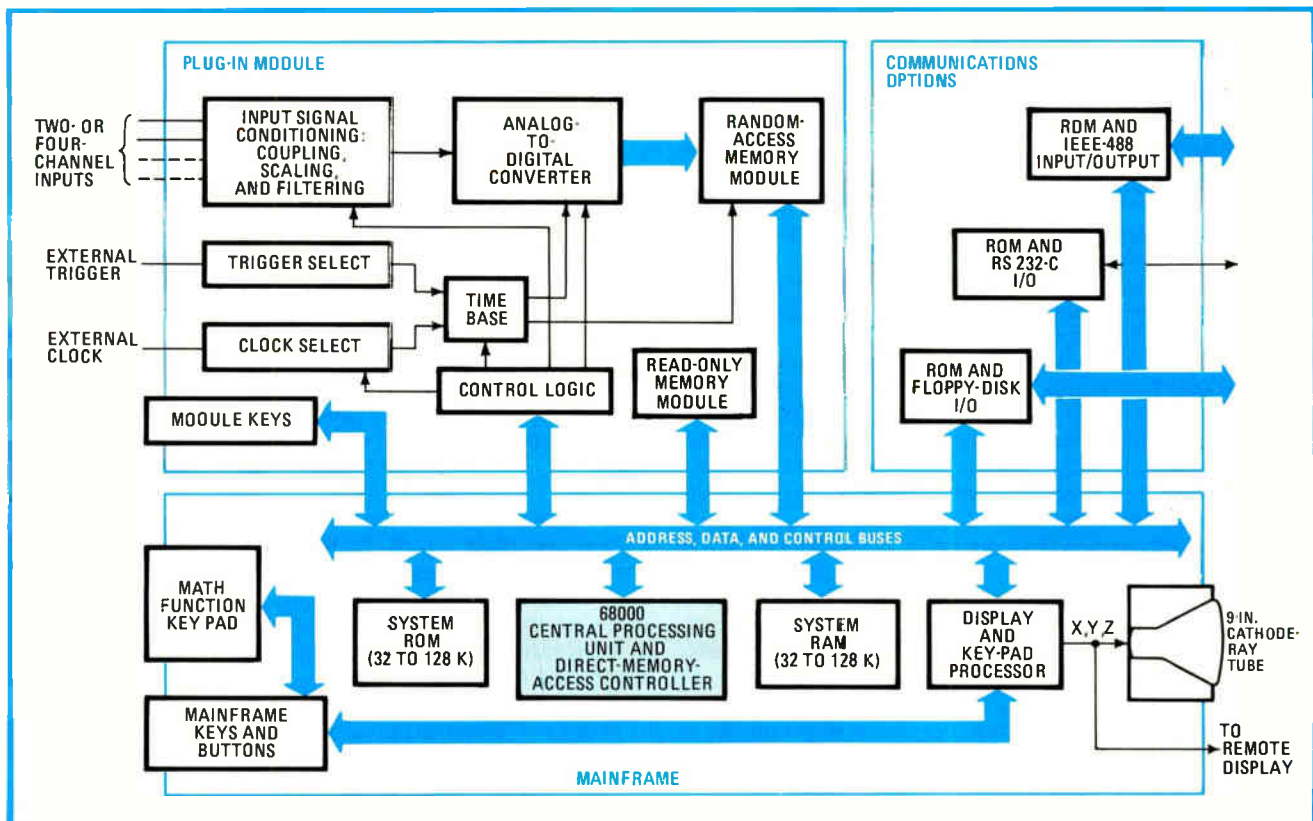 PLUG-IN MODULE
TWO- OR
FOUR-
CHANNEL
INPUTS
INPUT SIGNAL
CONDITIONING:
COUPLING,
SCALING,
AND FILTERING
ANALOG-
TO-
DIGITAL
CONVERTER
RANDOM-
ACCESS
MEMORY
MODULE
EXTERNAL
TRIGGER
TRIGGER SELECT
TIME
BASE
EXTERNAL
CLOCK
CLOCK SELECT
CONTROL LOGIC
READ-ONLY
MEMORY
MODULE
MODULE KEYS
COMMUNICATIONS
OPTIONS
ROM AND
IEEE-488
INPUT/OUTPUT
ROM AND
RS 232-C
I/O
ROM AND
FLOPPY-DISK
I/O
ADDRESS, DATA, AND CONTROL BUSES
MATH
FUNCTION
KEY PAD
SYSTEM
ROM
(32 TO 128 K)
68000
CENTRAL PROCESSING
UNIT AND
DIRECT-MEMORY-
ACCESS CONTROLLER
SYSTEM
RAM
(32 TO 128 K)
DISPLAY
AND
KEY-PAD
PROCESSOR
X,Y,Z
9-IN.
CATHODE-
RAY
TUBE
MAINFRAME
KEYS AND
BUTTONS
TO
REMOTE
DISPLAY
MAINFRAME